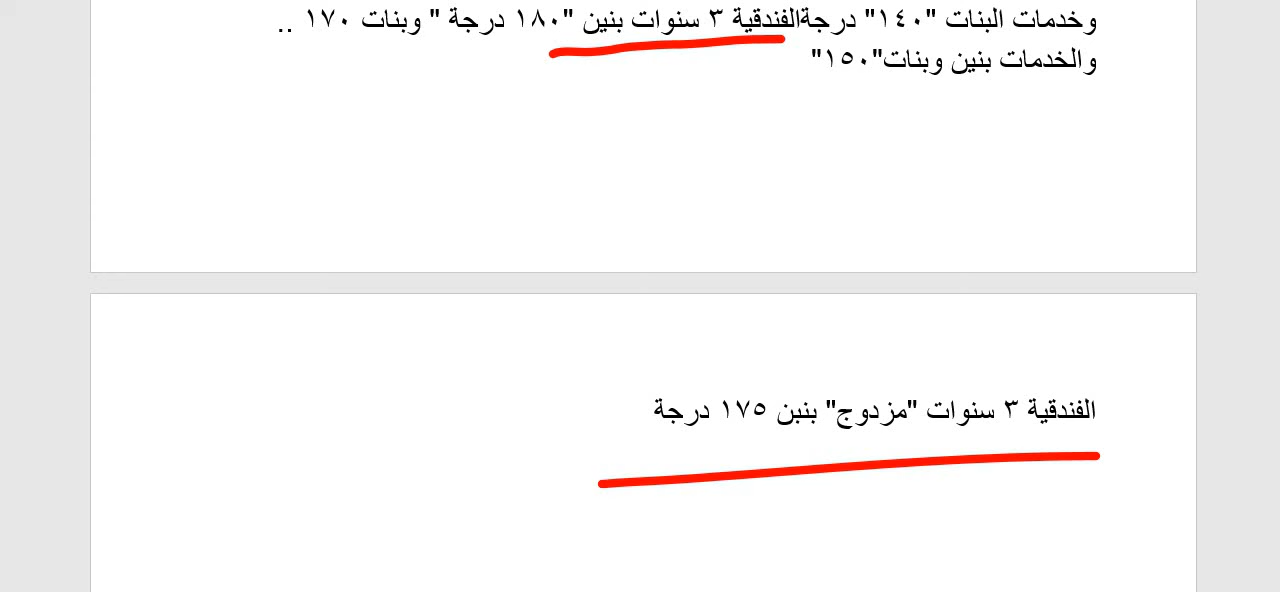 وخدمات البنات "١٤٠" درجةالفندقية ٣ سنوات بنين "١٨٠ درجة " وبنات ١٧٠ ..
والخدمات بنين وبنات"١٥٠"
الفندقية ٣ سنوات "مزدوج" بنبن ١٧٥ درجة